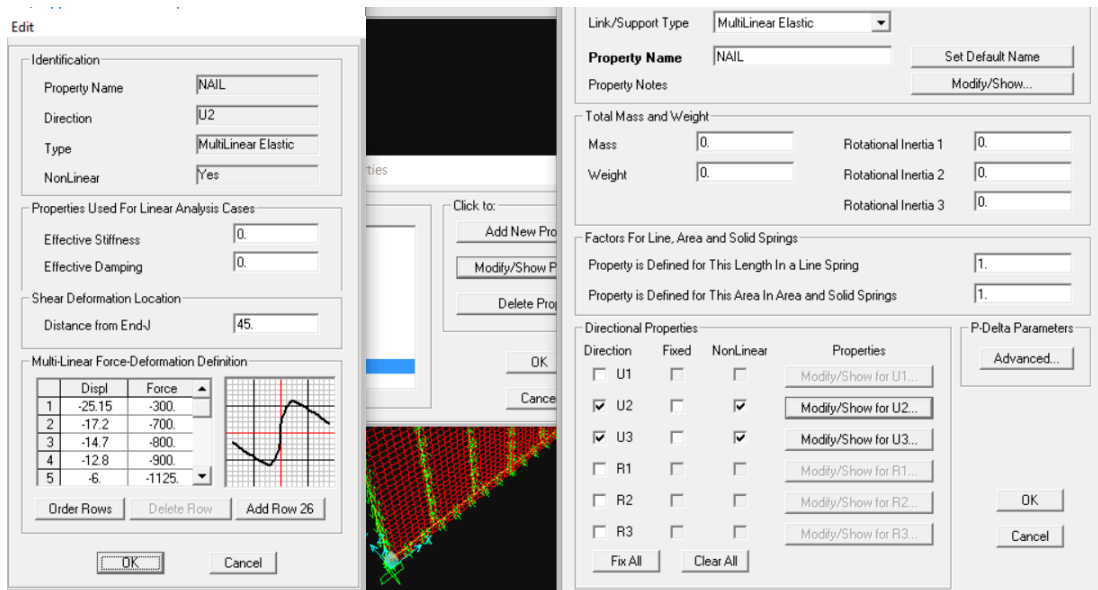 Edit
Identification
Property Name NAIL
Direction U2
Type MultiLinear Elastic
NonLinear Yes
Properties Used For Linear Analysis Cases
Effective Stiffness 0.
Effective Damping 0.
Shear Deformation Location
Distance from End-J 45.
Multi-Linear Force-Deformation Definition
Displ Force
1 -25.15 -300.
2 -17.2 -700.
3 -14.7 -800.
4 -12.8 -900.
5 -6. -1125.
Order Rows Delete Row Add Row 26
OK Cancel
ties
Click to:
Add New Pro
Modify/Show P
Delete Prop
OK
Cance
Link/Support Type MultiLinear Elastic
Property Name NAIL Set Default Name
Property Notes Modify/Show...
Total Mass and Weight
Mass 0. Rotational Inertia 1 0.
Weight 0. Rotational Inertia 2 0.
Rotational Inertia 3 0.
Factors For Line, Area and Solid Springs
Property is Defined for This Length In a Line Spring 1.
Property is Defined for This Area In Area and Solid Springs 1.
Directional Properties
Direction Fixed NonLinear Properties
U1 Modify/Show for U1...
U2 Modify/Show for U2...
U3 Modify/Show for U3...
R1 Modify/Show for R1...
R2 Modify/Show for R2...
R3 Modify/Show for R3...
Fix All Clear All
P-Delta Parameters
Advanced...
OK
Cancel